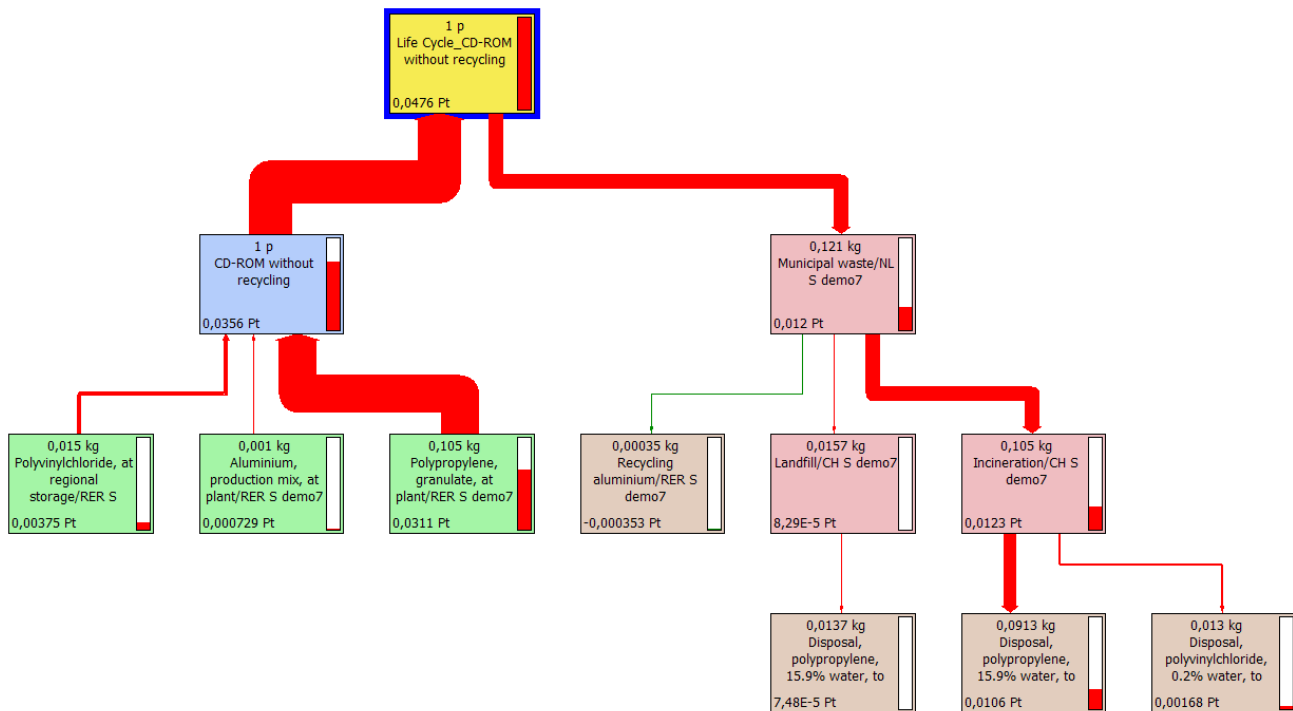 1 p
Life Cycle_CD-ROM
without recycling
0,0476 Pt
1 p
CD-ROM without
recycling
0,0356 Pt
0,121 kg
Municipal waste/NL
S demo7
0,012 Pt
0,015 kg
Polyvinylchloride, at
regional
storage/RER S
0,00375 Pt
0,001 kg
Aluminium,
production mix, at
plant/RER S demo7
0,000729 Pt
0,105 kg
Polypropylene,
granulate, at
plant/RER S demo7
0,0311 Pt
0,00035 kg
Recycling
aluminium/RER S
demo7
-0,000353 Pt
0,0157 kg
Landfill/CH S demo7
8,29E-5 Pt
0,105 kg
Incineration/CH S
demo7
0,0123 Pt
0,0137 kg
Disposal,
polypropylene,
15.9% water, to
7,48E-5 Pt
0,0913 kg
Disposal,
polypropylene,
15.9% water, to
0,0106 Pt
0,013 kg
Disposal,
polyvinylchloride,
0.2% water, to
0,00168 Pt